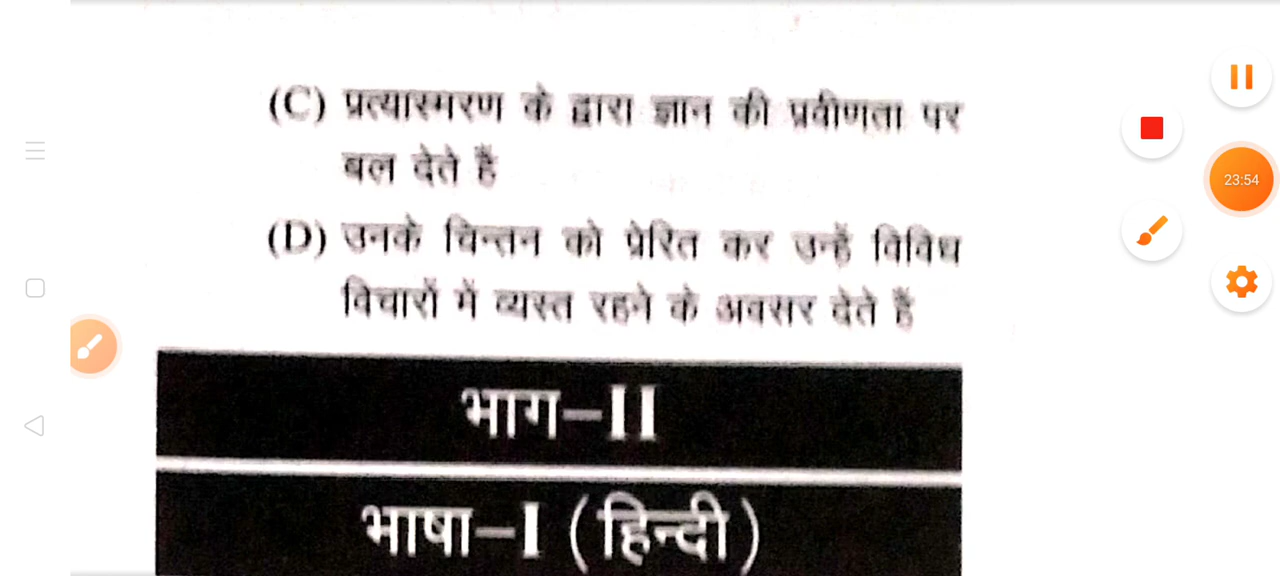 (C) प्रत्यास्मरण के द्वारा ज्ञान की प्रवीणता पर
बल देते हैं
(D) उनके चिन्तन को प्रेरित कर उन्हें विविध
विचारों में व्यस्त रहने के अवसर देते हैं
23:54
भाग–II
भाषा–I (हिन्दी)